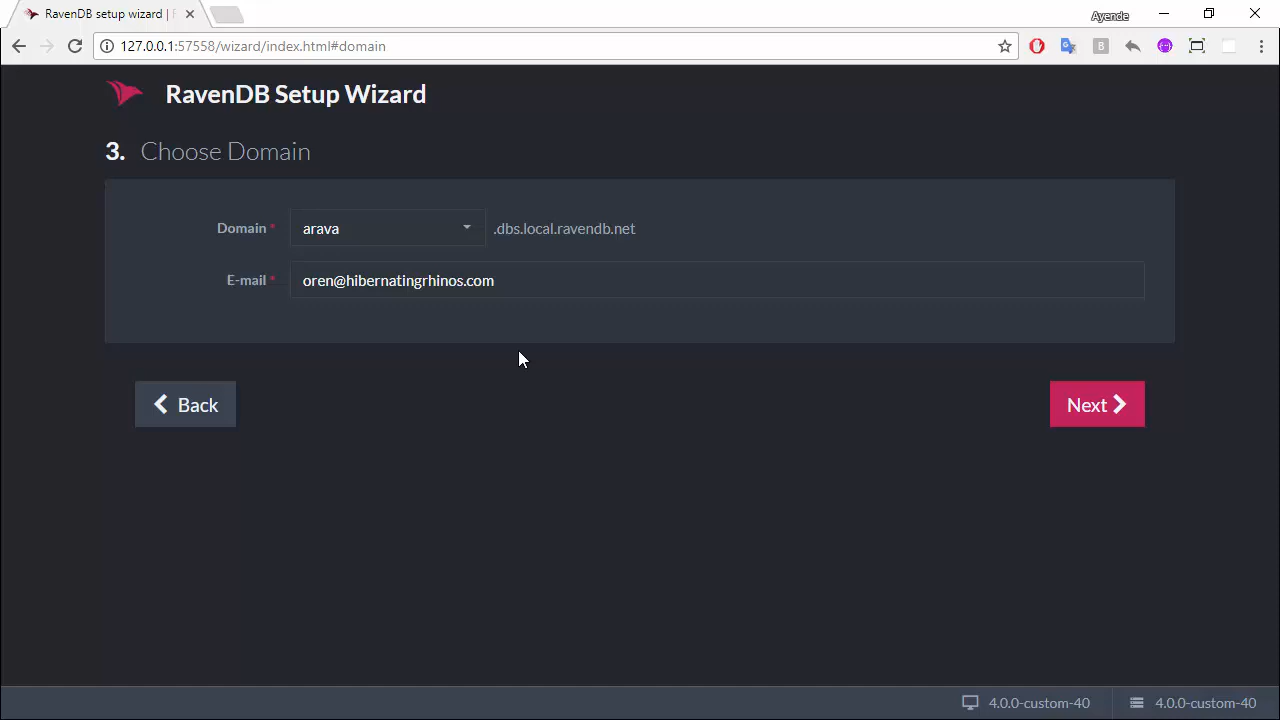 RavenDB setup wizard |
Ayende
127.0.0.1:57558/wizard/index.html#domain
B
RavenDB Setup Wizard
3. Choose Domain
Domain * arava .dbs.local.ravendb.net
E-mail * oren@hibernatingrhinos.com
Back Next
4.0.0-custom-40 4.0.0-custom-40